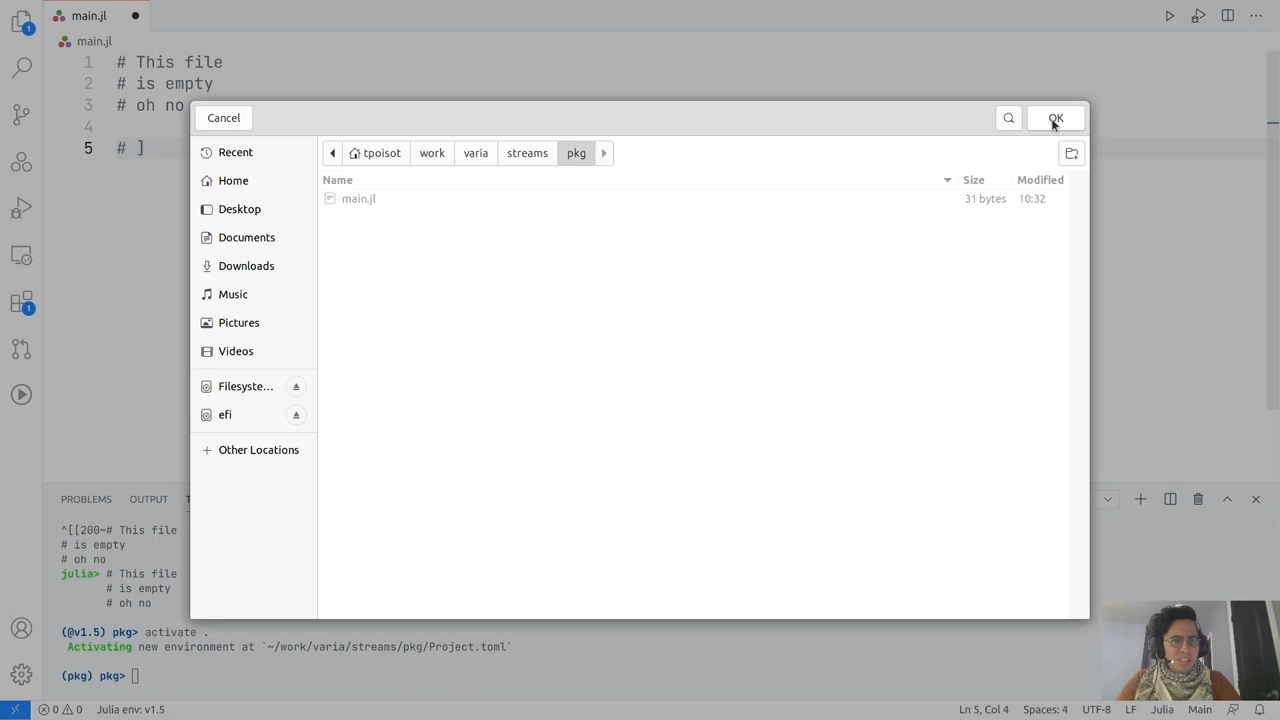 main.jl
main.jl
1 # This file
2 # is empty
3 # oh no
4
5 # ]
Cancel
OK
Recent
Home
Desktop
Documents
Downloads
Music
Pictures
Videos
Filesyste...
efi
Other Locations
tpoisot work varia streams pkg
Name Size Modified
main.jl 31 bytes 10:32
1
1
PROBLEMS OUTPUT T
^[[200~# This file
# is empty
# oh no
julia> # This file
# is empty
# oh no
(@v1.5) pkg> activate .
Activating new environment at `~/work/varia/streams/pkg/Project.toml`
(pkg) pkg>
0 0 Julia env: v1.5 Ln 5, Col 4 Spaces: 4 UTF-8 LF Julia Main